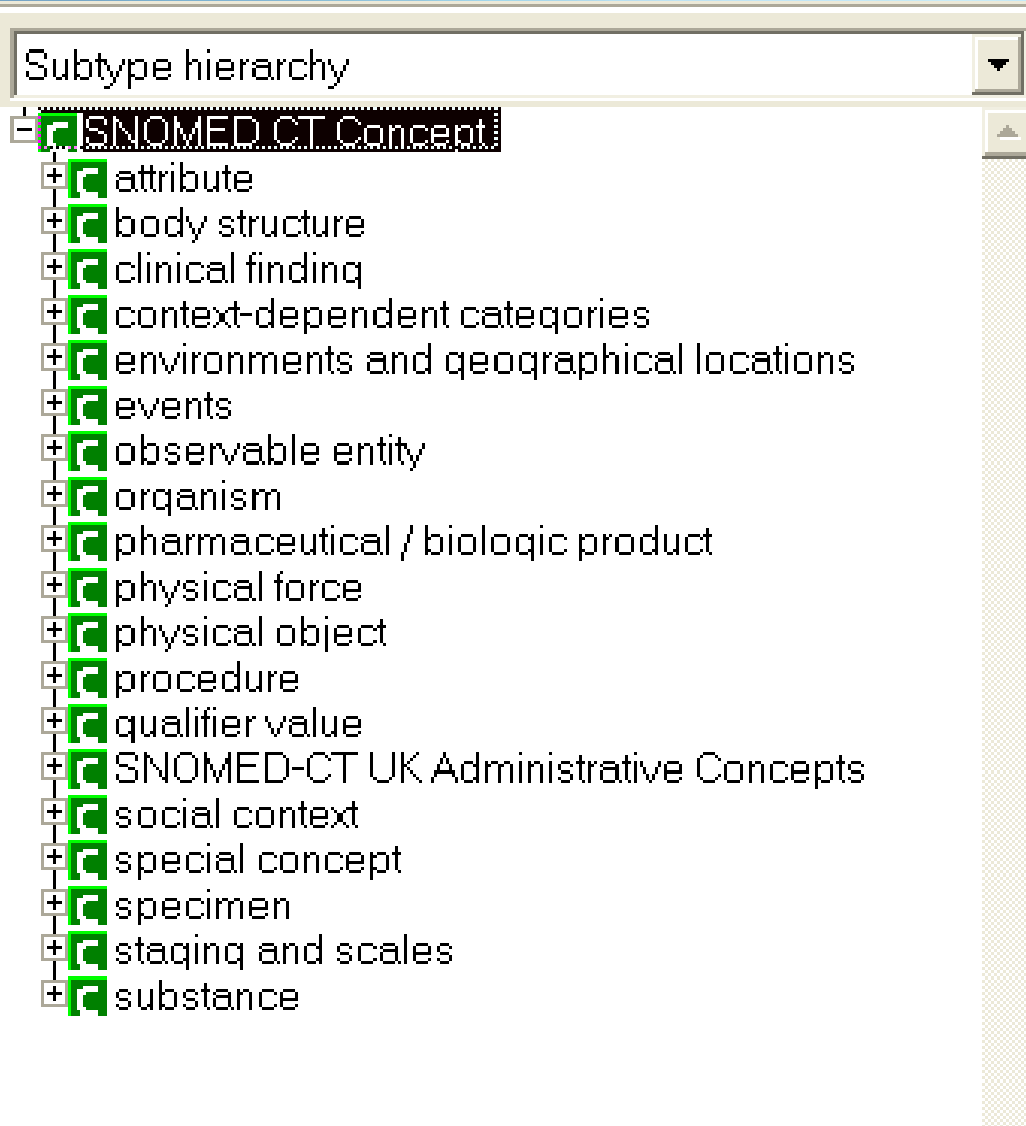 Subtype hierarchy
SNOMED CT Concept
attribute
body structure
clinical finding
context-dependent categories
environments and geographical locations
events
observable entity
organism
pharmaceutical / biologic product
physical force
physical object
procedure
qualifier value
SNOMED-CT UK Administrative Concepts
social context
special concept
specimen
staging and scales
substance